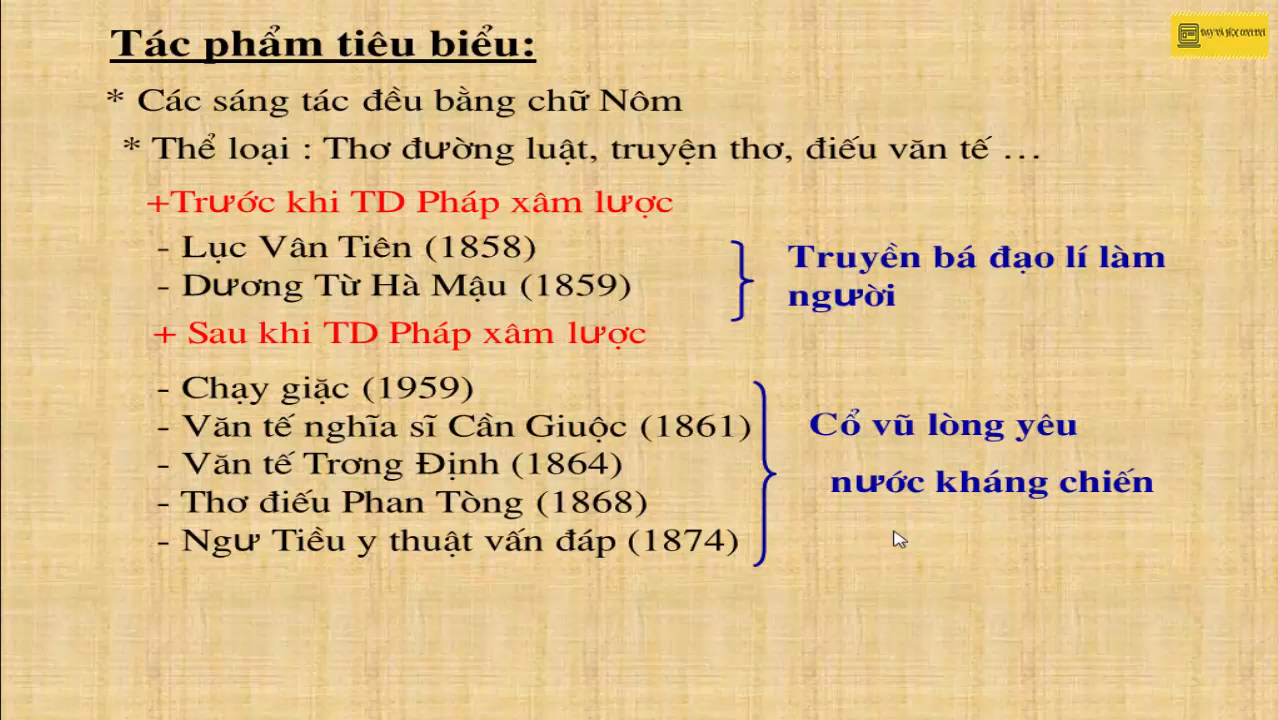 Tác phẩm tiêu biểu:
DAY VÀ HỌC ONLINE
* Các sáng tác đều bằng chữ Nôm
* Thể loại : Thơ đường luật, truyện thơ, điếu văn tế …
+Trước khi TD Pháp xâm lược
- Lục Vân Tiên (1858)
- Dương Từ Hà Mậu (1859)
Truyền bá đạo lí làm
người
+ Sau khi TD Pháp xâm lược
- Chạy giặc (1959)
- Văn tế nghĩa sĩ Cần Giuộc (1861)
- Văn tế Trơng Định (1864)
- Thơ điếu Phan Tòng (1868)
- Ngư Tiều y thuật vấn đáp (1874)
Cổ vũ lòng yêu
nước kháng chiến